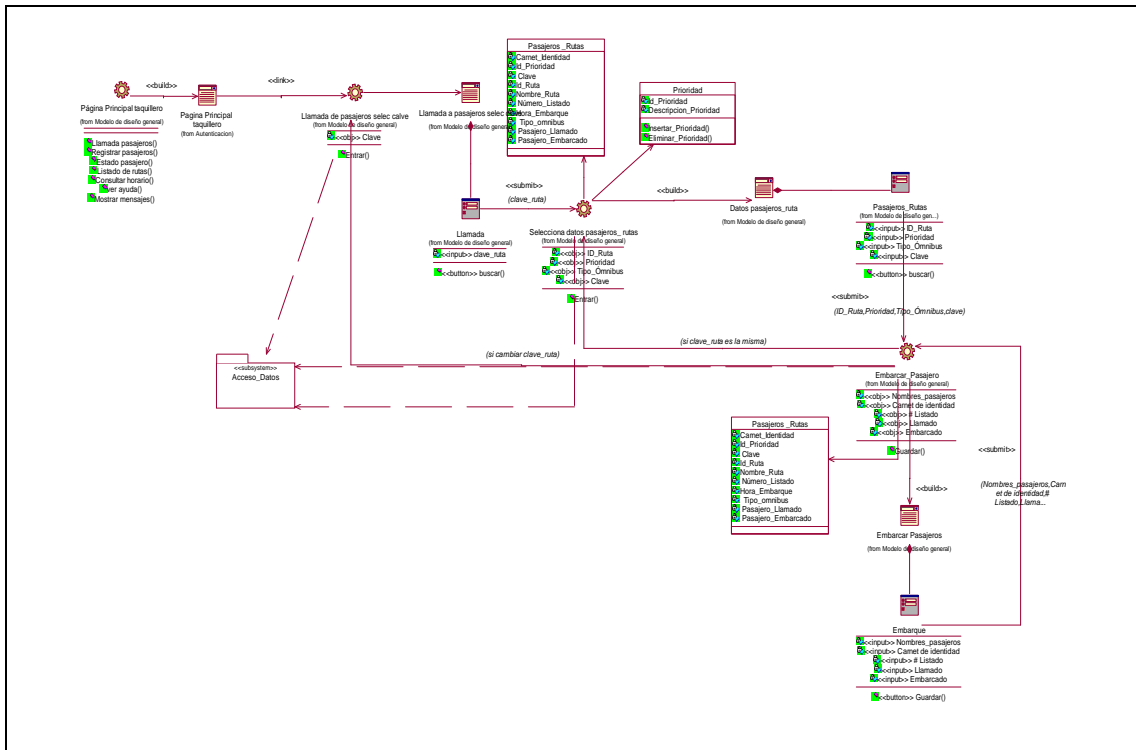 <<build>>
Página Principal taquillero
(from Modelo de diseño general)
Llamada pasajeros()
Registrar pasajeros()
Estado pasajero()
Listado de rutas()
Consultar horario()
ver ayuda()
Mostrar mensajes()
Pagina Principal
taquillero
(from Autenticacion)
<<link>>
Llamada de pasajeros selec calve
(from Modelo de diseño general)
<<obj>> Clave
Entrar()
Llamada a pasajeros selec calve
(from Modelo de diseño general)
Pasajeros _Rutas
Carnet_Identidad
Id_Prioridad
Clave
Id_Ruta
Nombre_Ruta
Número_Listado
Hora_Embarque
Tipo_omnibus
Pasajero_Llamado
Pasajero_Embarcado
Prioridad
Id_Prioridad
Descripcion_Prioridad
Insertar_Prioridad()
Eliminar_Prioridad()
<<submit>>
(clave_ruta)
<<build>>
Llamada
(from Modelo de diseño general)
<<input>> clave_ruta
<<button>> buscar()
Selecciona datos pasajeros_ rutas
(from Modelo de diseño general)
<<obj>> ID_Ruta
<<obj>> Prioridad
<<obj>> Tipo_Ómnibus
<<obj>> Clave
Entrar()
Datos pasajeros_ruta
(from Modelo de diseño general)
Pasajeros_Rutas
(from Modelo de diseño gen...)
<<input>> ID_Ruta
<<input>> Prioridad
<<input>> Tipo_Ómnibus
<<input>> Clave
<<button>> buscar()
<<submit>>
(ID_Ruta,Prioridad,Tipo_Ómnibus,clave)
(si clave_ruta es la misma)
(si cambiar clave_ruta)
<<subsystem>>
Acceso_Datos
Embarcar_Pasajero
(from Modelo de diseño general)
<<obj>> Nombres_pasajeros
<<obj>> Carnet de identidad
<<obj>> # Listado
<<obj>> Llamado
<<obj>> Embarcado
Guardar()
Pasajeros _Rutas
Carnet_Identidad
Id_Prioridad
Clave
Id_Ruta
Nombre_Ruta
Número_Listado
Hora_Embarque
Tipo_omnibus
Pasajero_Llamado
Pasajero_Embarcado
<<submit>>
(Nombres_pasajeros,Carn
et de identidad,#
Listado,Llama...
<<build>>
Embarcar Pasajeros
(from Modelo de diseño general)
Embarque
<<input>> Nombres_pasajeros
<<input>> Carnet de identidad
<<input>> # Listado
<<input>> Llamado
<<input>> Embarcado
<<button>> Guardar()